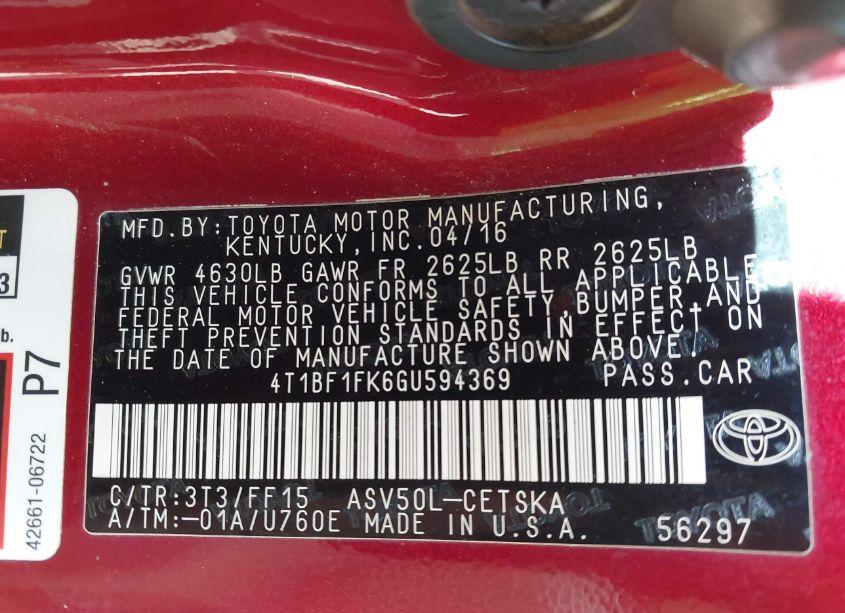 MFD.BY:TOYOTA MOTOR MANUFACTURING,
KENTUCKY,INC.04/16
GVWR 4630LB GAWR FR 2625LB RR 2625LB
THIS VEHICLE CONFORMS TO ALL APPLICABLE
FEDERAL MOTOR VEHICLE SAFETY,BUMPER,AND
THEFT PREVENTION STANDARDS IN EFFECT ON
THE DATE OF MANUFACTURE SHOWN ABOVE.
4T1BF1FK6GU594369 PASS.CAR
C/TR:3T3/FF15 ASV50L-CETSKA
A/TM:-01A/U760E MADE IN U.S.A. 56297
TOYOTA
3
lb.
P7
42661-06722